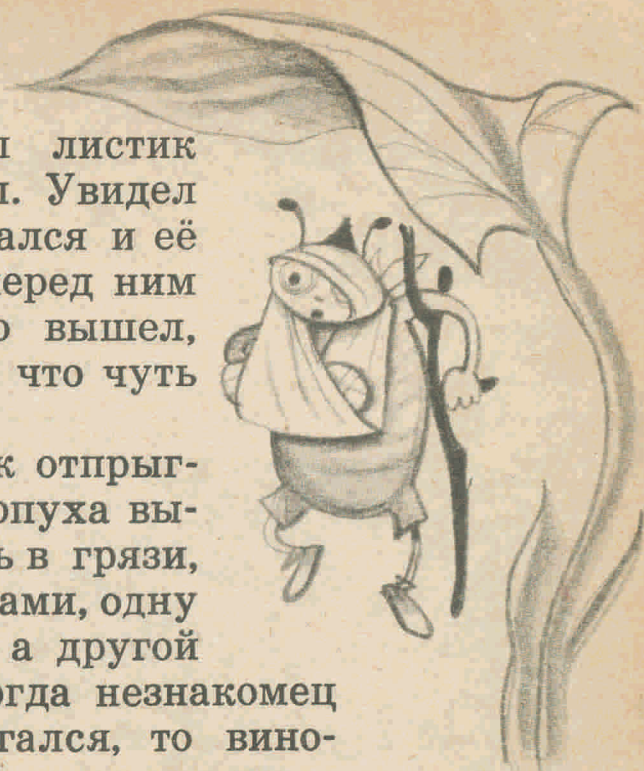 листик
Увидел
ался и её
еред ним
о вышел,
что чуть
к отпрыг-
опуха вы-
ь в грязи,
ами, одну
а другой
огда незнакомец
гался, то вино-